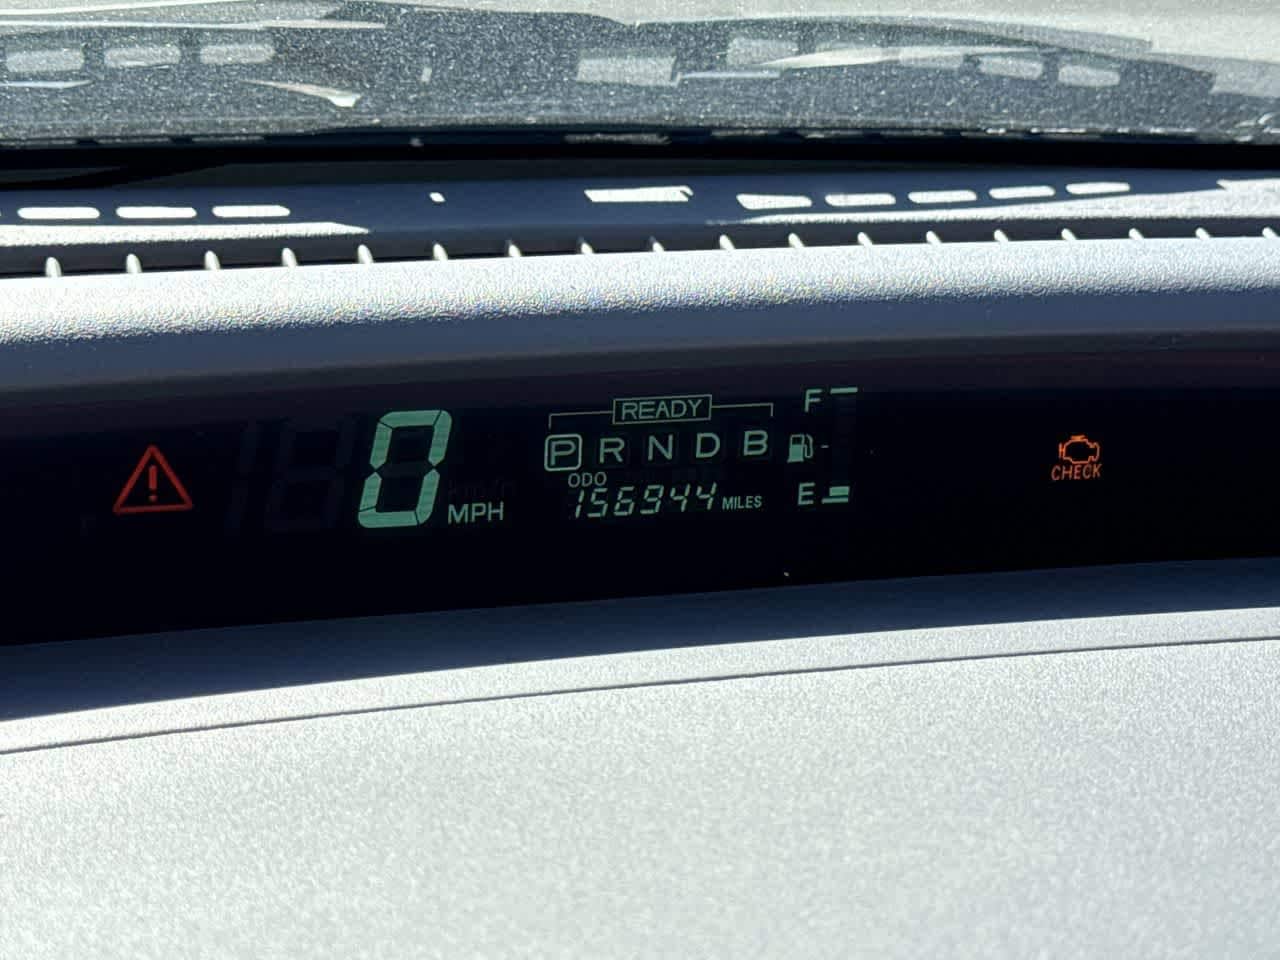 READY
F
P R N D B
0 MPH
ODO
156944 MILES
E
CHECK